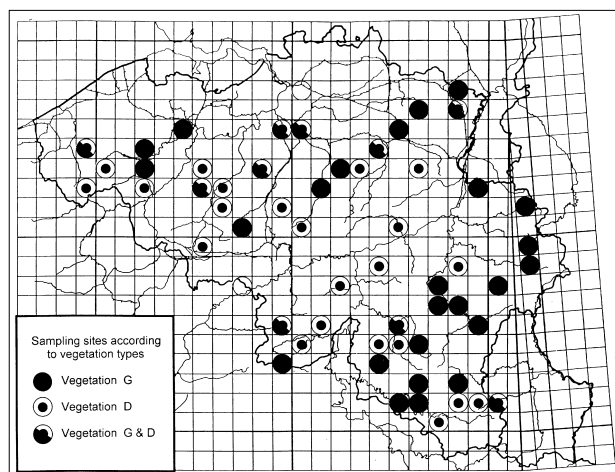 Sampling sites according
to vegetation types
Vegetation G
Vegetation D
Vegetation G & D